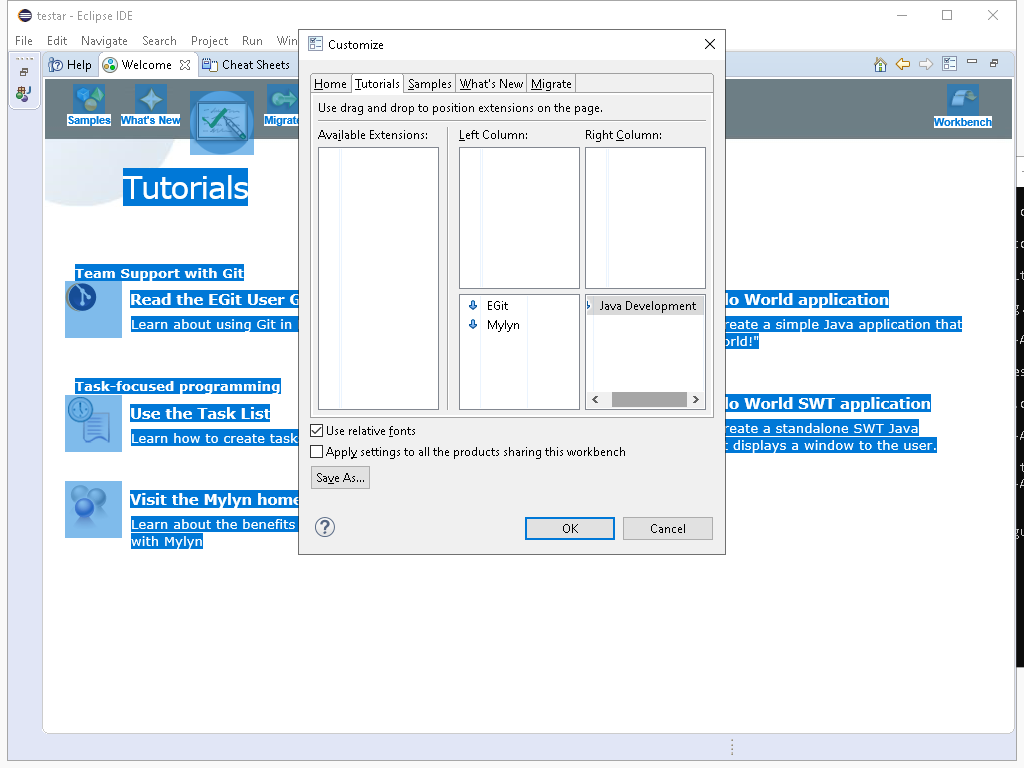 testar - Eclipse IDE
File Edit Navigate Search Project Run
Help Welcome Cheat Sheets
Samples What's New Workbench
Tutorials
Team Support with Git
Read the EGit User
Learn about using Git in
Task-focused programming
Use the Task List
Learn how to create task
Visit the Mylyn home
Learn about the benefits
with Mylyn
Customize
Home Tutorials Samples What's New Migrate
Use drag and drop to position extensions on the page.
Available Extensions: Left Column: Right Column:
EGit
Mylyn
Java Development
Use relative fonts
Apply settings to all the products sharing this workbench
Save As...
OK Cancel
lo World application
reate a simple Java application that
orld!"
lo World SWT application
reate a standalone SWT Java
t displays a window to the user.